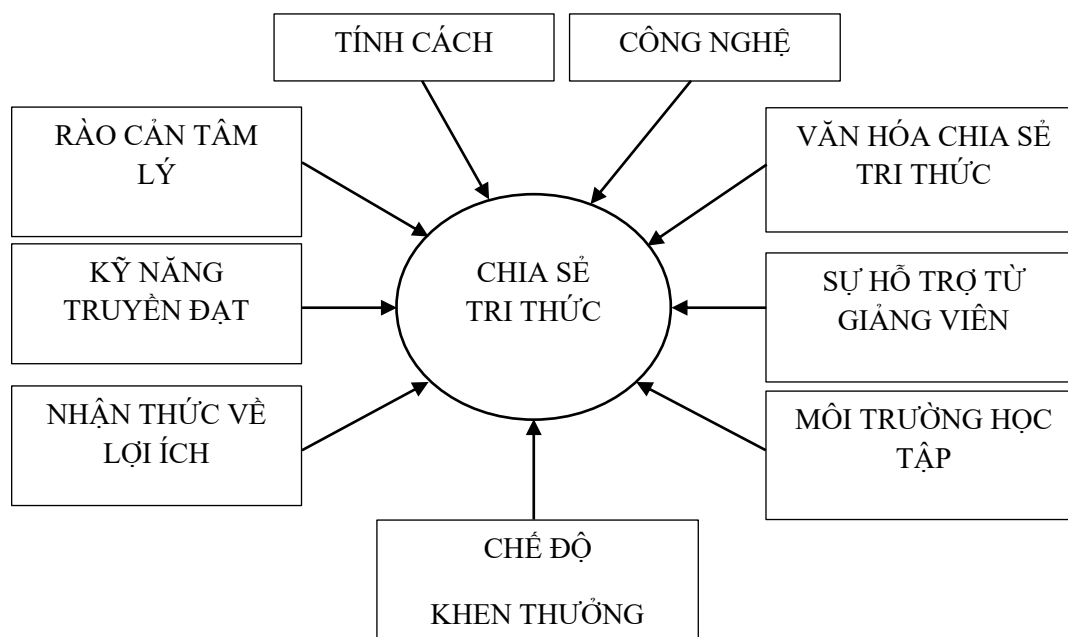 TÍNH CÁCH
CÔNG NGHỆ
RÀO CẢN TÂM
LÝ
VĂN HÓA CHIA SẺ
TRI THỨC
KỸ NĂNG
TRUYỀN ĐẠT
CHIA SẺ
TRI THỨC
SỰ HỖ TRỢ TỪ
GIẢNG VIÊN
NHẬN THỨC VỀ
LỢI ÍCH
MÔI TRƯỜNG HỌC
TẬP
CHẾ ĐỘ
KHEN THƯỞNG